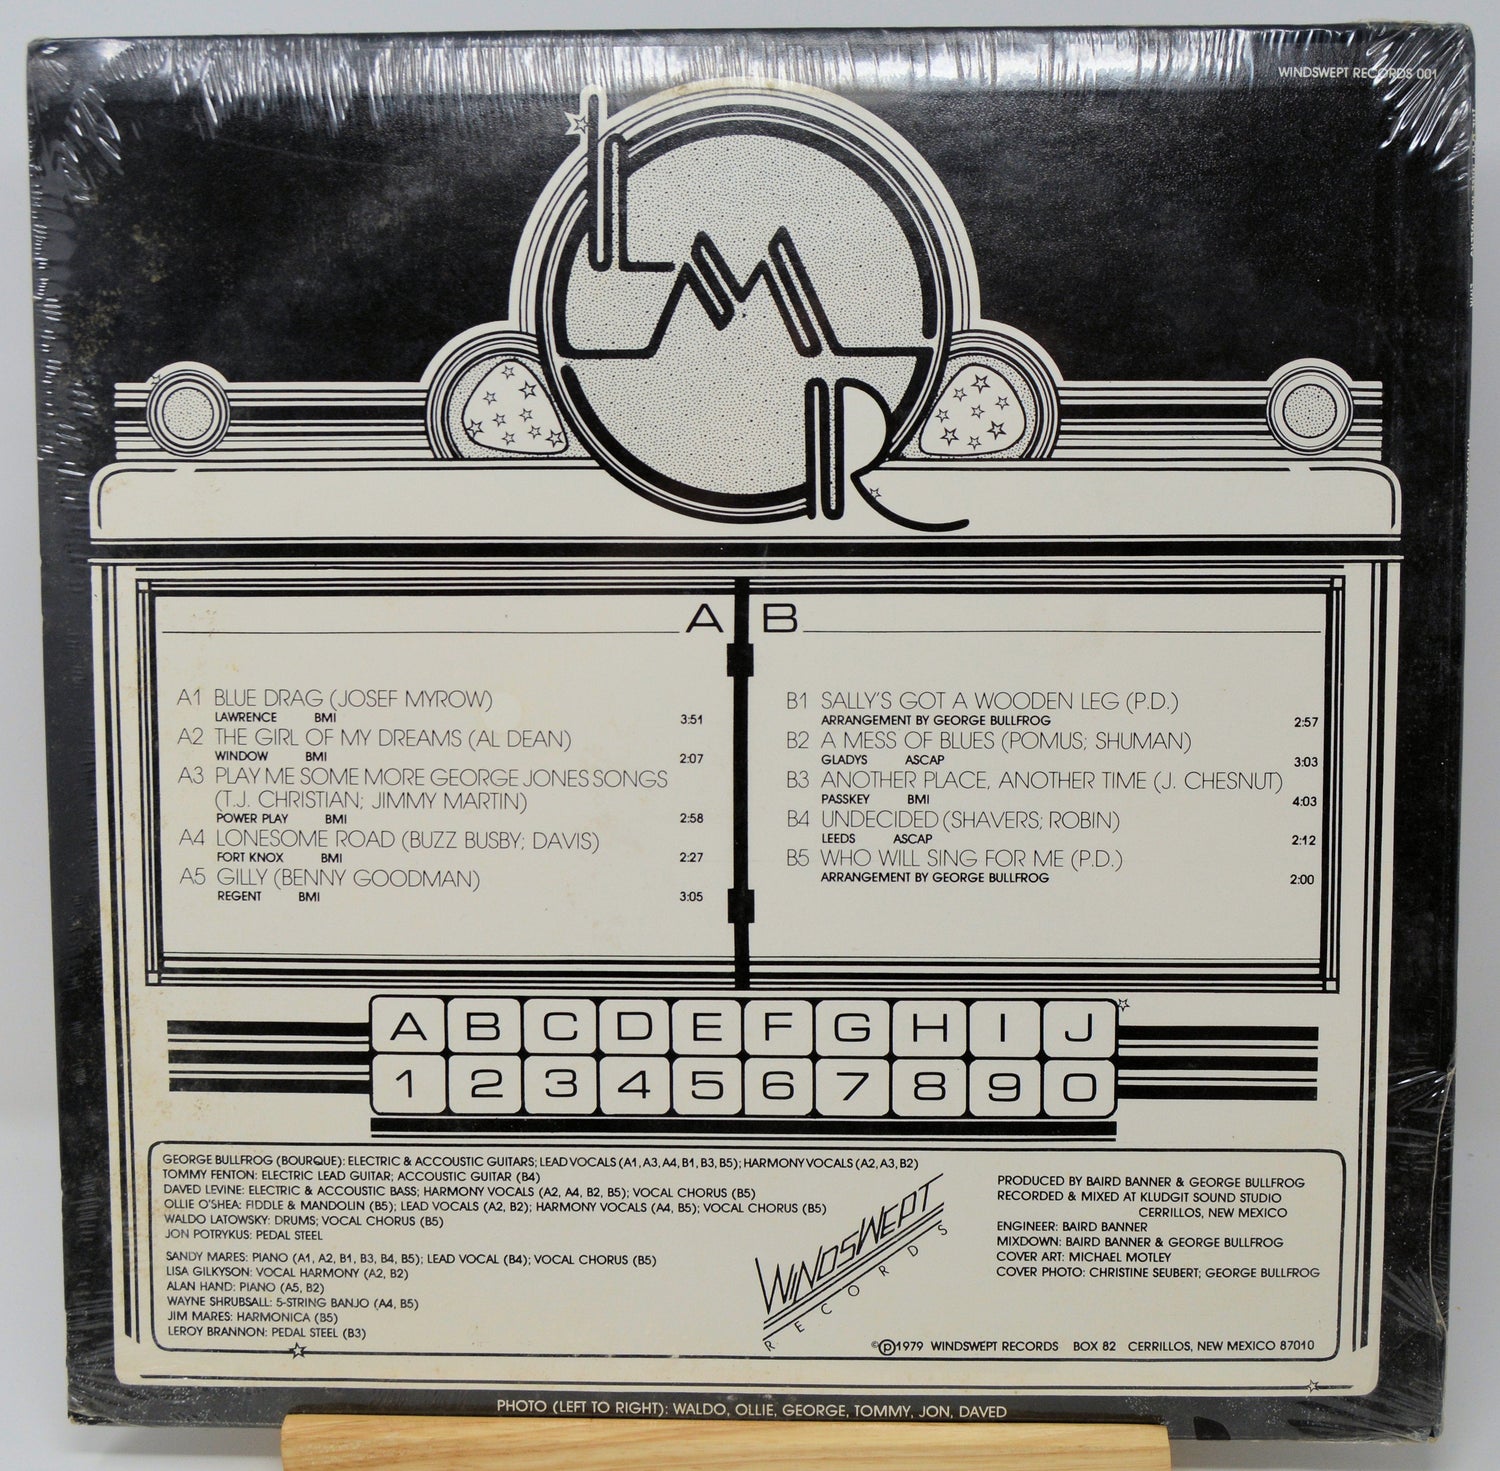 WINDSWEPT RECORDS 001
LMR
A
A1 BLUE DRAG (JOSEF MYROW)
LAWRENCE BMI 3:51
A2 THE GIRL OF MY DREAMS (AL DEAN)
WINDOW BMI 2:07
A3 PLAY ME SOME MORE GEORGE JONES SONGS
(T.J. CHRISTIAN; JIMMY MARTIN)
POWER PLAY BMI 2:58
A4 LONESOME ROAD (BUZZ BUSBY; DAVIS)
FORT KNOX BMI 2:27
A5 GILLY (BENNY GOODMAN)
REGENT BMI 3:05
B
B1 SALLY'S GOT A WOODEN LEG (P.D.)
ARRANGEMENT BY GEORGE BULLFROG 2:57
B2 A MESS OF BLUES (POMUS; SHUMAN)
GLADYS ASCAP 3:03
B3 ANOTHER PLACE, ANOTHER TIME (J. CHESNUT)
PASSKEY BMI 4:03
B4 UNDECIDED (SHAVERS; ROBIN)
LEEDS ASCAP 2:12
B5 WHO WILL SING FOR ME (P.D.)
ARRANGEMENT BY GEORGE BULLFROG 2:00
A B C D E F G H I J
1 2 3 4 5 6 7 8 9 0
GEORGE BULLFROG (BOURQUE): ELECTRIC & ACCOUSTIC GUITARS; LEAD VOCALS (A1, A3, A4, B1, B3, B5); HARMONY VOCALS (A2, A3, B2)
TOMMY FENTON: ELECTRIC LEAD GUITAR; ACCOUSTIC GUITAR (B4)
DAVED LEVINE: ELECTRIC & ACCOUSTIC BASS; HARMONY VOCALS (A2, A4, B2, B5); VOCAL CHORUS (B5)
OLLIE O'SHEA: FIDDLE & MANDOLIN (B5); LEAD VOCALS (A2, B2); HARMONY VOCALS (A4, B5); VOCAL CHORUS (B5)
WALDO LATOWSKY: DRUMS; VOCAL CHORUS (B5)
JON POTRYKUS: PEDAL STEEL
SANDY MARES: PIANO (A1, A2, B1, B3, B4, B5); LEAD VOCAL (B4); VOCAL CHORUS (B5)
LISA GILKYSON: VOCAL HARMONY (A2, B2)
ALAN HAND: PIANO (A5, B2)
WAYNE SHRUBSALL: 5-STRING BANJO (A4, B5)
JIM MARES: HARMONICA (B5)
LEROY BRANNON: PEDAL STEEL (B3)
WINDSWEPT
RECORDS
PRODUCED BY BAIRD BANNER & GEORGE BULLFROG
RECORDED & MIXED AT KLUDGIT SOUND STUDIO
CERRILLOS, NEW MEXICO
ENGINEER: BAIRD BANNER
MIXDOWN: BAIRD BANNER & GEORGE BULLFROG
COVER ART: MICHAEL MOTLEY
COVER PHOTO: CHRISTINE SEUBERT; GEORGE BULLFROG
©℗1979 WINDSWEPT RECORDS BOX 82 CERRILLOS, NEW MEXICO 87010
PHOTO (LEFT TO RIGHT): WALDO, OLLIE, GEORGE, TOMMY, JON, DAVED